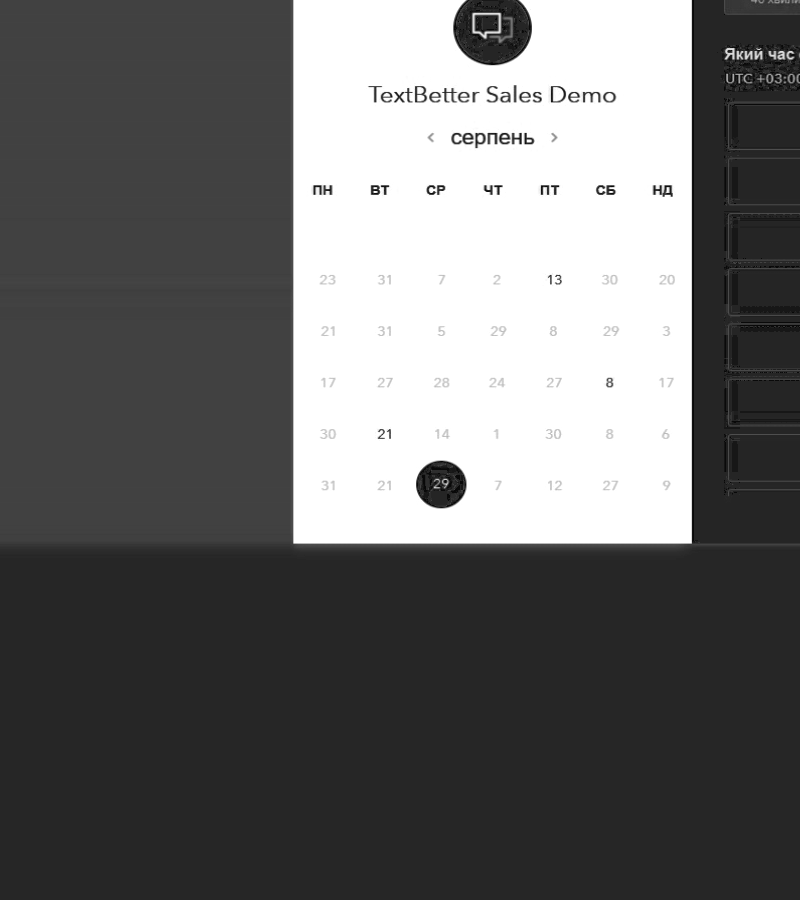 TextBetter Sales Demo
серпень
ПН ВТ СР ЧТ ПТ СБ НД
23 31 7 2 13 30 20
21 31 5 29 8 29 3
17 27 28 24 27 8 17
30 21 14 1 30 8 6
31 21 29 7 12 27 9
Який час
UTC +03:00